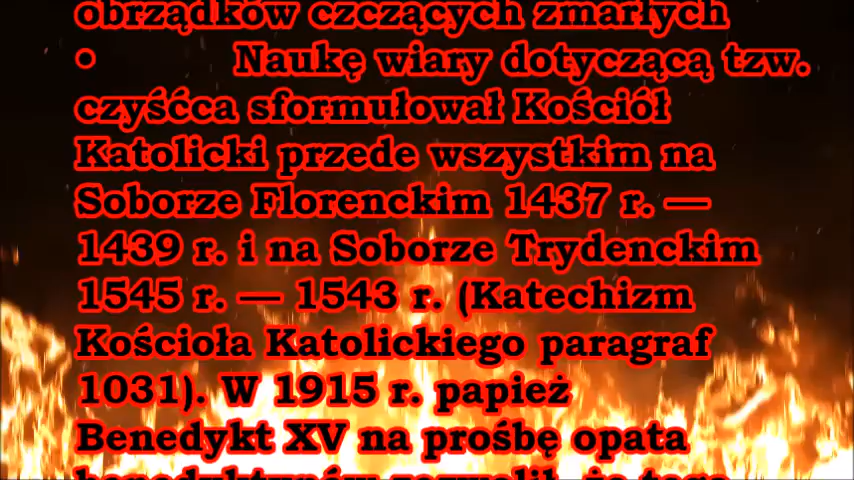 obrządków czczących zmarłych
• Naukę wiary dotyczącą tzw.
czyśćca sformułował Kościół
Katolicki przede wszystkim na
Soborze Florenckim 1437 r. —
1439 r. i na Soborze Trydenckim
1545 r. — 1543 r. (Katechizm
Kościoła Katolickiego paragraf
1031). W 1915 r. papież
Benedykt XV na prośbę opata